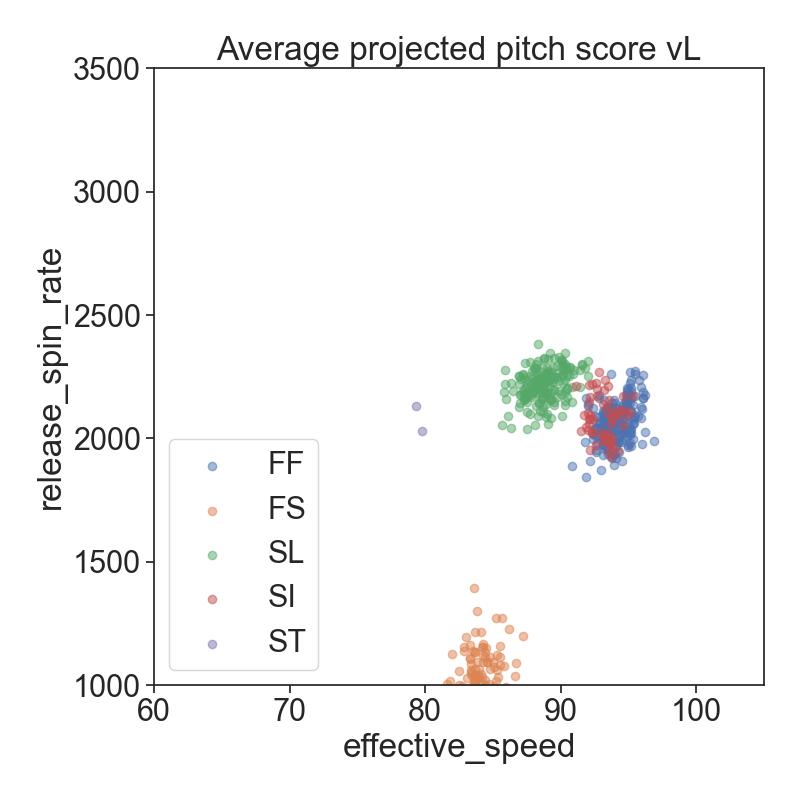 Average projected pitch score vL
3500
3000
2500
2000
1500
1000
release_spin_rate
FF
FS
SL
SI
ST
60
70
80
90
100
effective_speed